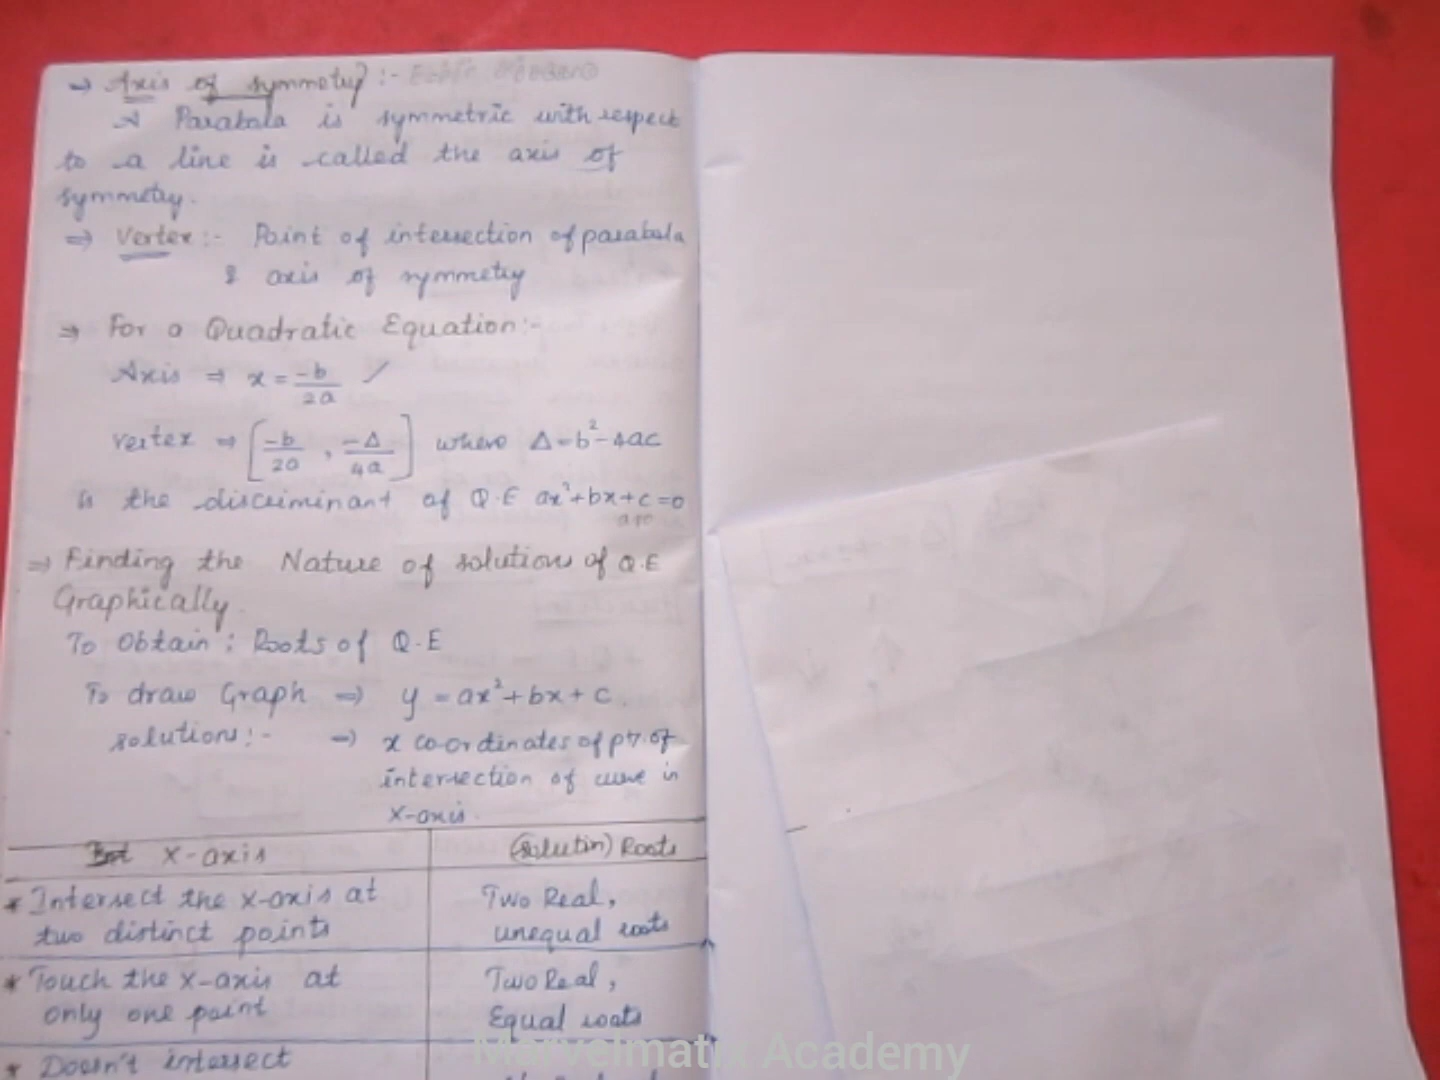 ⇒ Axis of symmetry :-
A Parabola is symmetric with respect
to a line is called the axis of
symmetry.
⇒ Vertex :- Point of intersection of parabola
& axis of symmetry
⇒ For a Quadratic Equation:-
Axis ⇒ x = -b/2a
vertex ⇒ [-b/2a , -Δ/4a] where Δ = b²-4ac
is the discriminant of Q.E ax²+bx+c=0
⇒ Finding the Nature of solutions of Q.E
Graphically.
To Obtain : Roots of Q.E
To draw Graph ⇒ y = ax²+bx+c.
solutions:- ⇒ x co-ordinates of pt. of
intersection of curve in
X-axis.
X-axis (solutin) Roots
* Intersect the x-axis at Two Real,
two distinct points unequal roots
* Touch the x-axis at Two Real,
only one point Equal roots
* Doesn't intersect
Marvelmatix Academy